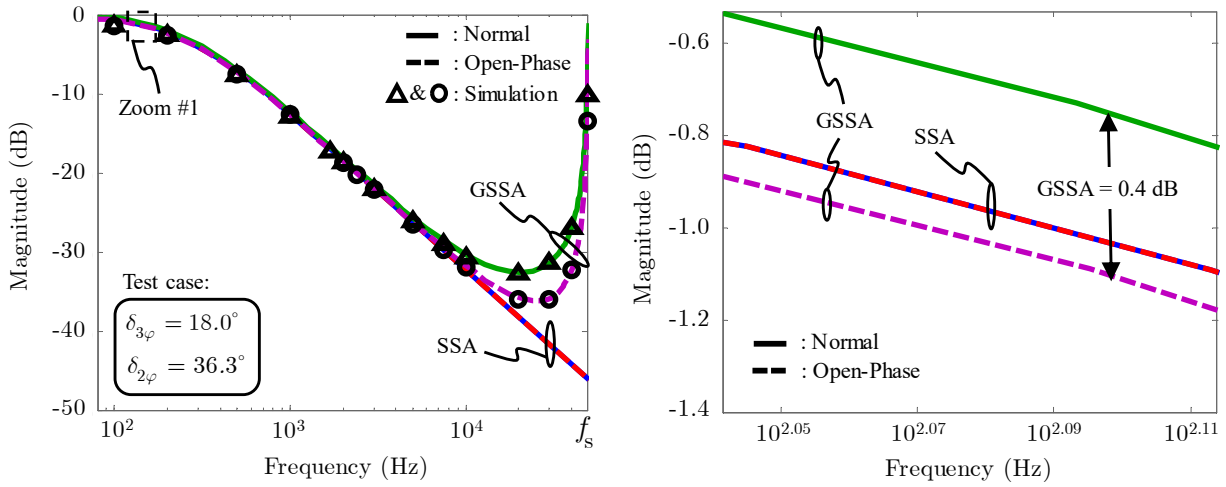 0
-10
-20
-30
-40
-50
Magnitude (dB)
10²
10³
10⁴
fₛ
Frequency (Hz)
: Normal
: Open-Phase
& : Simulation
Zoom #1
GSSA
SSA
Test case:
δ₃φ = 18.0°
δ₂φ = 36.3°
-0.6
-0.8
-1.0
-1.2
-1.4
Magnitude (dB)
10^2.05
10^2.07
10^2.09
10^2.11
Frequency (Hz)
GSSA
SSA
GSSA = 0.4 dB
: Normal
: Open-Phase